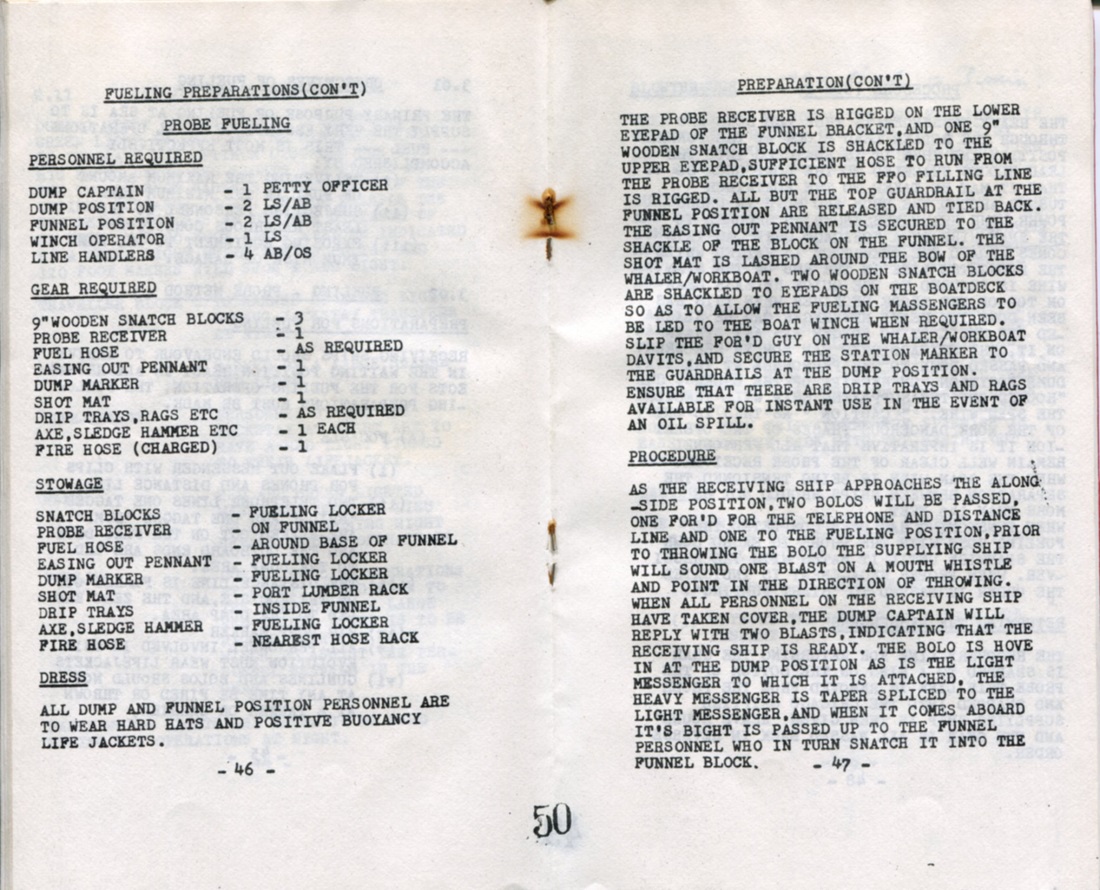 FUELING PREPARATIONS(CON'T)
PROBE FUELING
PERSONNEL REQUIRED
DUMP CAPTAIN - 1 PETTY OFFICER
DUMP POSITION - 2 LS/AB
FUNNEL POSITION - 2 LS/AB
WINCH OPERATOR - 1 LS
LINE HANDLERS - 4 AB/OS
GEAR REQUIRED
9"WOODEN SNATCH BLOCKS - 3
PROBE RECEIVER - 1
FUEL HOSE - AS REQUIRED
EASING OUT PENNANT - 1
DUMP MARKER - 1
SHOT MAT - 1
DRIP TRAYS,RAGS ETC - AS REQUIRED
AXE,SLEDGE HAMMER ETC - 1 EACH
FIRE HOSE (CHARGED) - 1
STOWAGE
SNATCH BLOCKS - FUELING LOCKER
PROBE RECEIVER - ON FUNNEL
FUEL HOSE - AROUND BASE OF FUNNEL
EASING OUT PENNANT - FUELING LOCKER
DUMP MARKER - FUELING LOCKER
SHOT MAT - PORT LUMBER RACK
DRIP TRAYS - INSIDE FUNNEL
AXE,SLEDGE HAMMER - FUELING LOCKER
FIRE HOSE - NEAREST HOSE RACK
DRESS
ALL DUMP AND FUNNEL POSITION PERSONNEL ARE
TO WEAR HARD HATS AND POSITIVE BUOYANCY
LIFE JACKETS.
- 46 -
PREPARATION(CON'T)
THE PROBE RECEIVER IS RIGGED ON THE LOWER
EYEPAD OF THE FUNNEL BRACKET,AND ONE 9"
WOODEN SNATCH BLOCK IS SHACKLED TO THE
UPPER EYEPAD,SUFFICIENT HOSE TO RUN FROM
THE PROBE RECEIVER TO THE FFO FILLING LINE
IS RIGGED. ALL BUT THE TOP GUARDRAIL AT THE
FUNNEL POSITION ARE RELEASED AND TIED BACK.
THE EASING OUT PENNANT IS SECURED TO THE
SHACKLE OF THE BLOCK ON THE FUNNEL. THE
SHOT MAT IS LASHED AROUND THE BOW OF THE
WHALER/WORKBOAT. TWO WOODEN SNATCH BLOCKS
ARE SHACKLED TO EYEPADS ON THE BOATDECK
SO AS TO ALLOW THE FUELING MASSENGERS TO
BE LED TO THE BOAT WINCH WHEN REQUIRED.
SLIP THE FOR'D GUY ON THE WHALER/WORKBOAT
DAVITS,AND SECURE THE STATION MARKER TO
THE GUARDRAILS AT THE DUMP POSITION.
ENSURE THAT THERE ARE DRIP TRAYS AND RAGS
AVAILABLE FOR INSTANT USE IN THE EVENT OF
AN OIL SPILL.
PROCEDURE
AS THE RECEIVING SHIP APPROACHES THE ALONG
-SIDE POSITION,TWO BOLOS WILL BE PASSED,
ONE FOR'D FOR THE TELEPHONE AND DISTANCE
LINE AND ONE TO THE FUELING POSITION,PRIOR
TO THROWING THE BOLO THE SUPPLYING SHIP
WILL SOUND ONE BLAST ON A MOUTH WHISTLE
AND POINT IN THE DIRECTION OF THROWING.
WHEN ALL PERSONNEL ON THE RECEIVING SHIP
HAVE TAKEN COVER,THE DUMP CAPTAIN WILL
REPLY WITH TWO BLASTS,INDICATING THAT THE
RECEIVING SHIP IS READY. THE BOLO IS HOVE
IN AT THE DUMP POSITION AS IS THE LIGHT
MESSENGER TO WHICH IT IS ATTACHED. THE
HEAVY MESSENGER IS TAPER SPLICED TO THE
LIGHT MESSENGER,AND WHEN IT COMES ABOARD
IT'S BIGHT IS PASSED UP TO THE FUNNEL
PERSONNEL WHO IN TURN SNATCH IT INTO THE
FUNNEL BLOCK. - 47 -
50